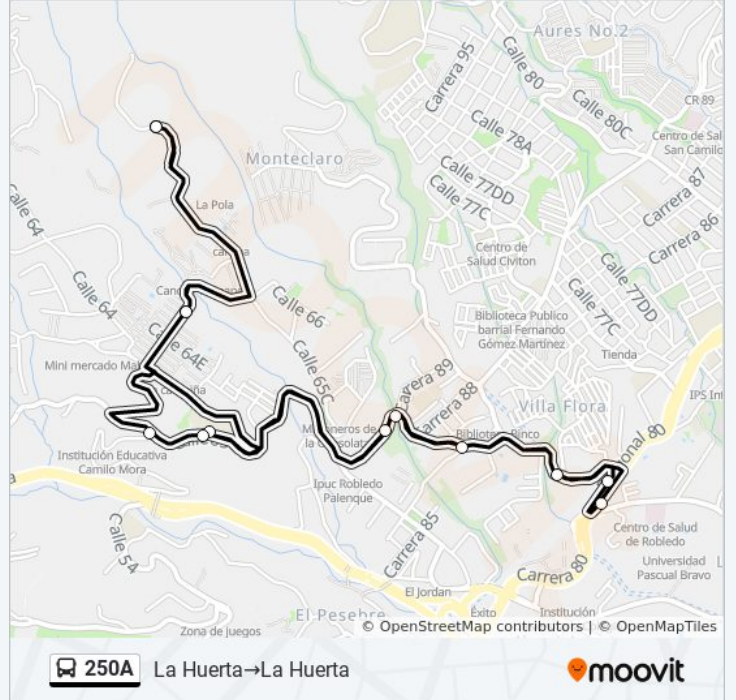 Aures No.2
Carrera 95
Calle 80
CR 89
Calle 80C
Calle 78A
Centro de Sal
San Camilo
Monteclaro
Calle 77DD
Carrera 87
Calle 77C
La Pola
Carrera 86
Calle 64
Centro de
Salud Civiton
Calle 77DD
Calle 64
Calle 66
Calle 77C
Biblioteca Publico
barrial Fernando
Gómez Martínez
Calle 64E
Calle 65C
Tienda
Carrera 89
Carrera 88
IPS In
Villa Flora
Institución Educativa
Camilo Mora
Ipuc Robledo
Palenque
Centro de Salud
de Robledo
Calle 54
Carrera 85
Universidad
Pascual Bravo
Carrera 80
El Jordan
Éxito
Institución
El Pesebre
Zona de juegos
© OpenStreetMap contributors | © OpenMapTiles
250A La Huerta→La Huerta
moovit